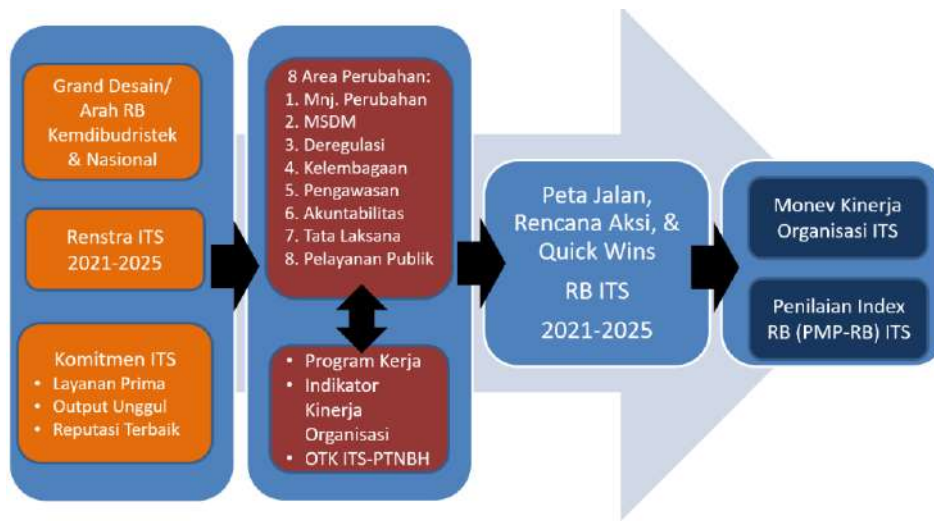 Grand Desain/
Arah RB
Kemdibudristek
& Nasional
Renstra ITS
2021-2025
Komitmen ITS
• Layanan Prima
• Output Unggul
• Reputasi Terbaik
8 Area Perubahan:
1. Mnj. Perubahan
2. MSDM
3. Deregulasi
4. Kelembagaan
5. Pengawasan
6. Akuntabilitas
7. Tata Laksana
8. Pelayanan Publik
• Program Kerja
• Indikator
Kinerja
Organisasi
• OTK ITS-PTNBH
Peta Jalan,
Rencana Aksi, &
Quick Wins
RB ITS
2021-2025
Monev Kinerja
Organisasi ITS
Penilaian Index
RB (PMP-RB) ITS